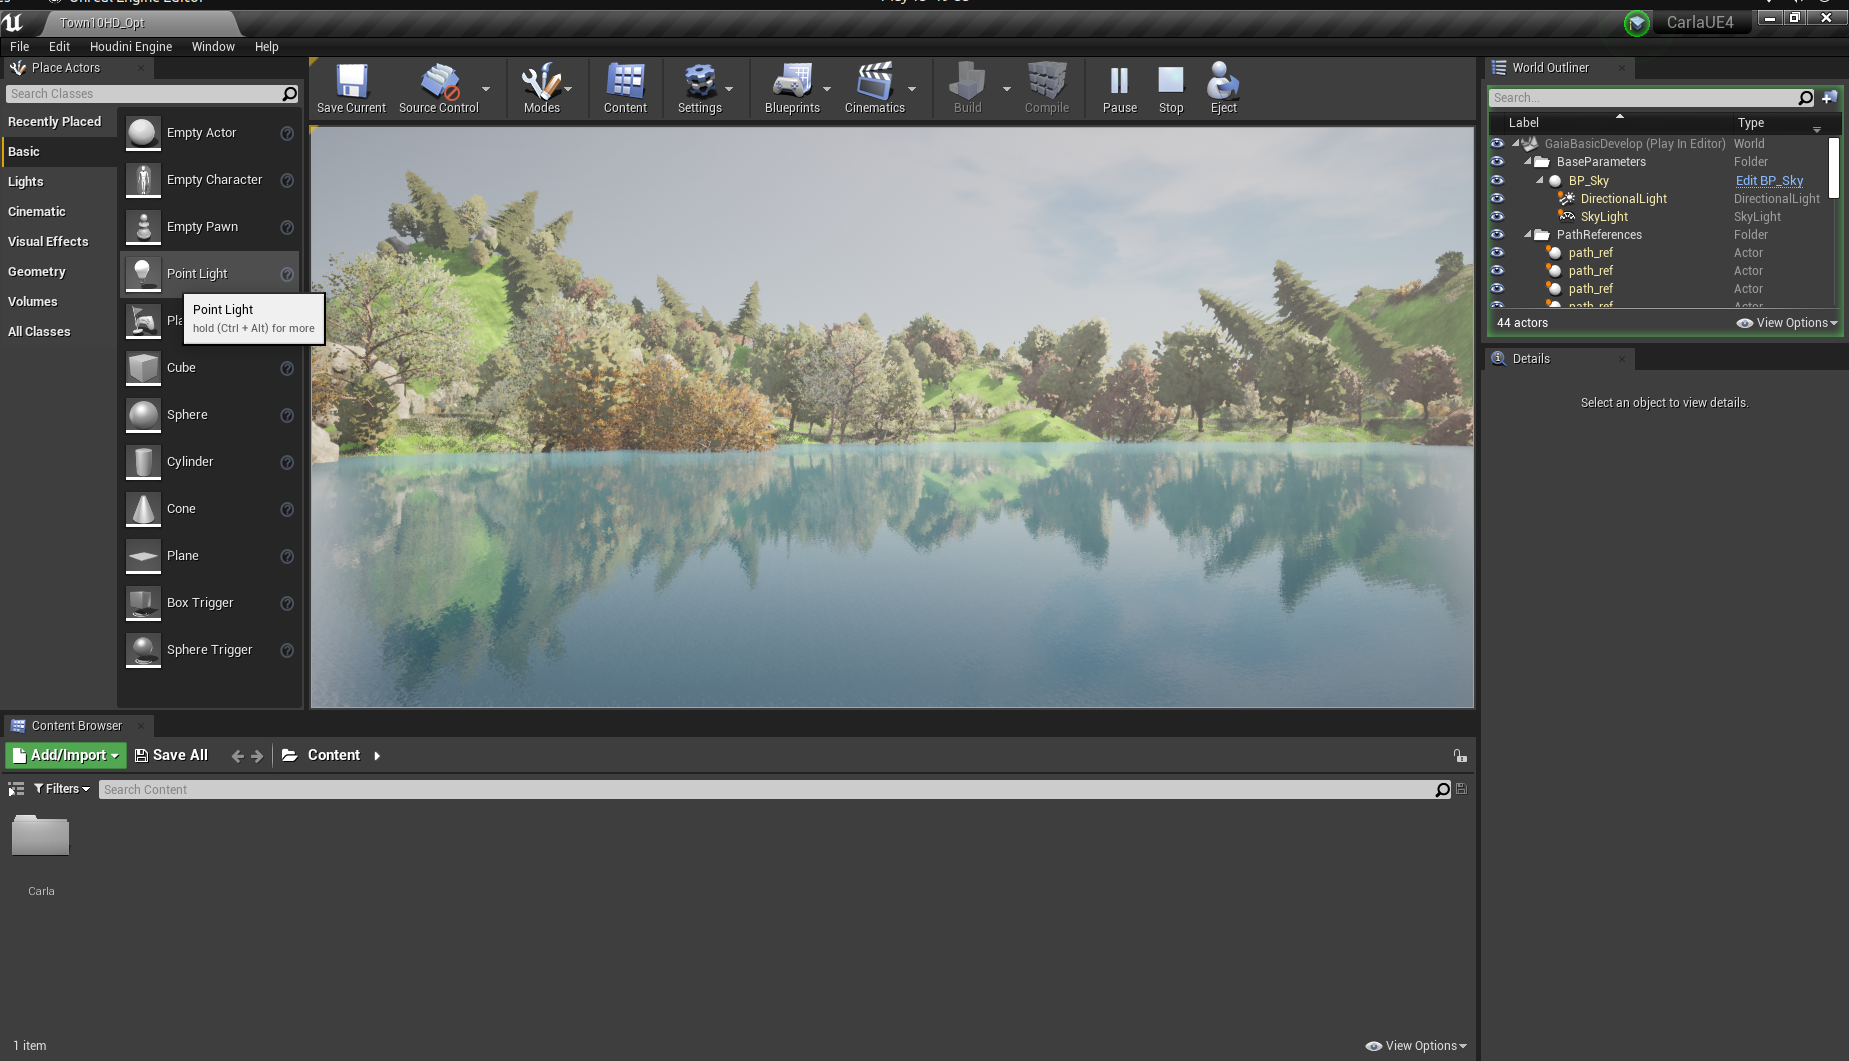 Town10HD_Opt
CarlaUE4
File Edit Houdini Engine Window Help
Place Actors
Search Classes
Recently Placed
Basic
Lights
Cinematic
Visual Effects
Geometry
Volumes
All Classes
Empty Actor
Empty Character
Empty Pawn
Point Light
Point Light
hold (Ctrl + Alt) for more
Cube
Sphere
Cylinder
Cone
Plane
Box Trigger
Sphere Trigger
Save Current
Source Control
Modes
Content
Settings
Blueprints
Cinematics
Build
Compile
Pause
Stop
Eject
World Outliner
Search...
Label Type
GaiaBasicDevelop (Play In Editor) World
BaseParameters Folder
BP_Sky Edit BP_Sky
DirectionalLight DirectionalLight
SkyLight SkyLight
PathReferences Folder
path_ref Actor
path_ref Actor
path_ref Actor
path_ref Actor
44 actors View Options
Details
Select an object to view details.
Content Browser
Add/Import Save All Content
Filters Search Content
Carla
1 item View Options